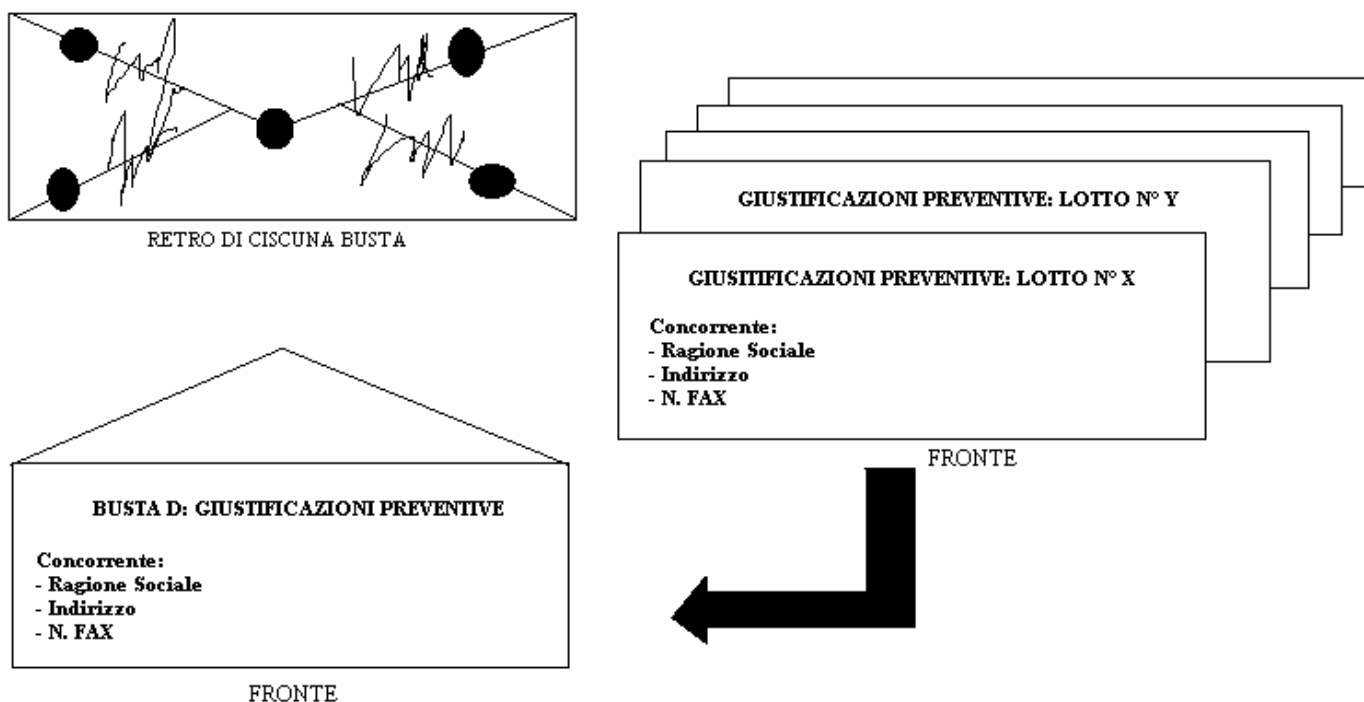 RETRO DI CISCUNA BUSTA
GIUSTIFICAZIONI PREVENTIVE: LOTTO N° Y
GIUSITIFICAZIONI PREVENTIVE: LOTTO N° X
Concorrente:
- Ragione Sociale
- Indirizzo
- N. FAX
FRONTE
BUSTA D: GIUSTIFICAZIONI PREVENTIVE
Concorrente:
- Ragione Sociale
- Indirizzo
- N. FAX
FRONTE